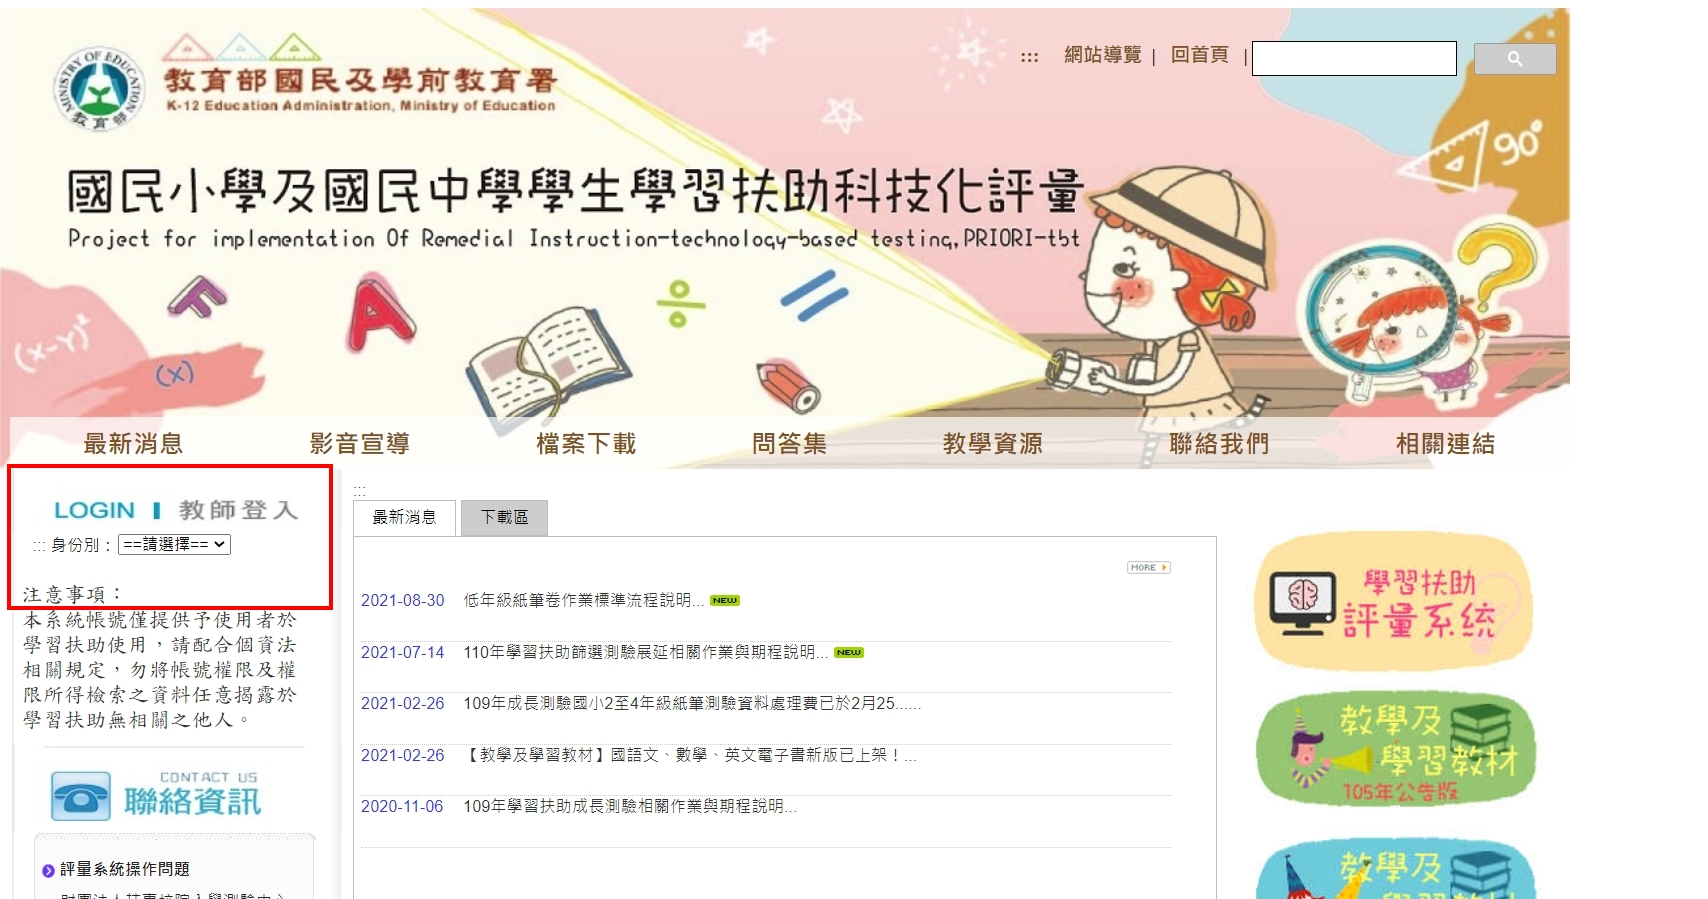 MINISTRY OF EDUCATION
教育部
教育部國民及學前教育署
K-12 Education Administration, Ministry of Education
::: 網站導覽 | 回首頁 |
90°
國民小學及國民中學學生學習扶助科技化評量
Project for implementation Of Remedial Instruction-technology-based testing,PRIORI-tbt
F
A
÷
=
?
(x-y)²
(x)
最新消息 影音宣導 檔案下載 問答集 教學資源 聯絡我們 相關連結
LOGIN 教師登入
::: 身份別：==請選擇==
注意事項：
本系統帳號僅提供予使用者於
學習扶助使用，請配合個資法
相關規定，勿將帳號權限及權
限所得檢索之資料任意揭露於
學習扶助無相關之他人。
CONTACT US
聯絡資訊
評量系統操作問題
:::
最新消息 下載區
MORE
2021-08-30 低年級紙筆卷作業標準流程說明... NEW
2021-07-14 110年學習扶助篩選測驗展延相關作業與期程說明... NEW
2021-02-26 109年成長測驗國小2至4年級紙筆測驗資料處理費已於2月25......
2021-02-26 【教學及學習教材】國語文、數學、英文電子書新版已上架！...
2020-11-06 109年學習扶助成長測驗相關作業與期程說明...
學習扶助
評量系統
教學及
學習教材
105年公告版
教學及